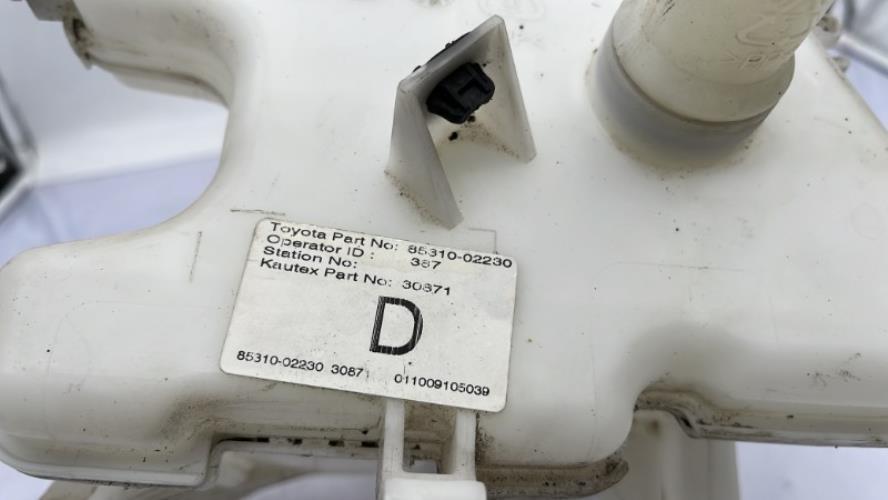 Toyota Part No: 85310-02230
Operator ID : 387
Station No:
Kautex Part No: 30871
D
85310-02230 30871 011009105039